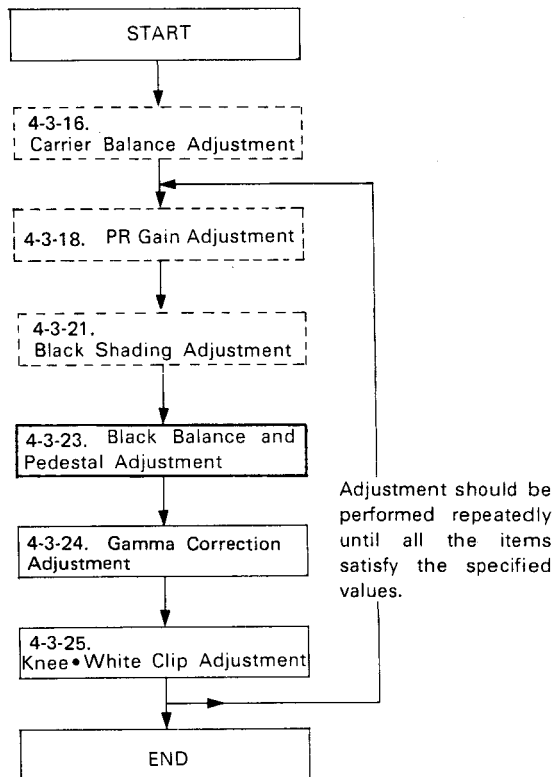 START
4-3-16.
Carrier Balance Adjustment
4-3-18. PR Gain Adjustment
4-3-21.
Black Shading Adjustment
4-3-23. Black Balance and
Pedestal Adjustment
4-3-24. Gamma Correction
Adjustment
4-3-25.
Knee•White Clip Adjustment
END
Adjustment should be
performed repeatedly
until all the items
satisfy the specified
values.